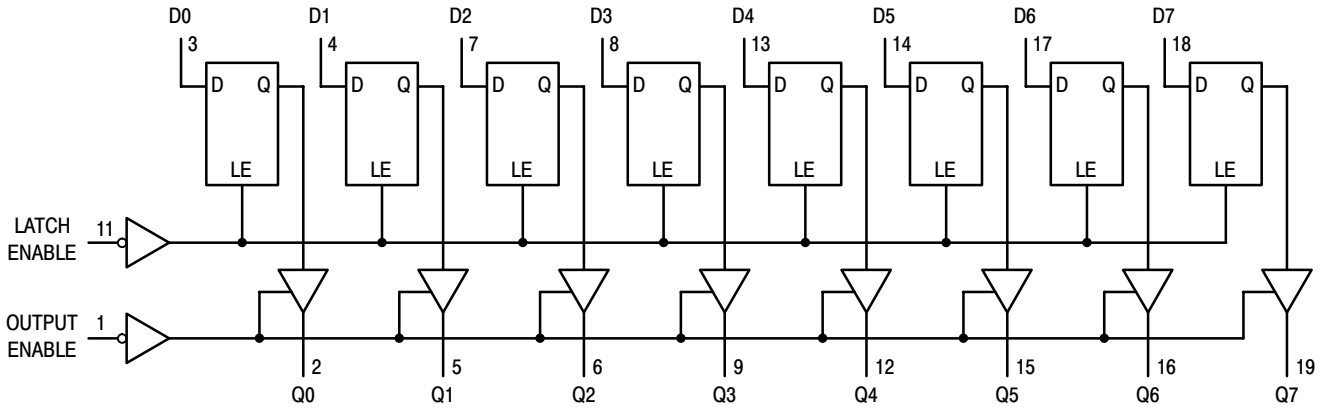 D0 D1 D2 D3 D4 D5 D6 D7
3 4 7 8 13 14 17 18
D Q D Q D Q D Q D Q D Q D Q D Q
LE LE LE LE LE LE LE LE
LATCH
ENABLE
11
OUTPUT
ENABLE
1
2 5 6 9 12 15 16 19
Q0 Q1 Q2 Q3 Q4 Q5 Q6 Q7